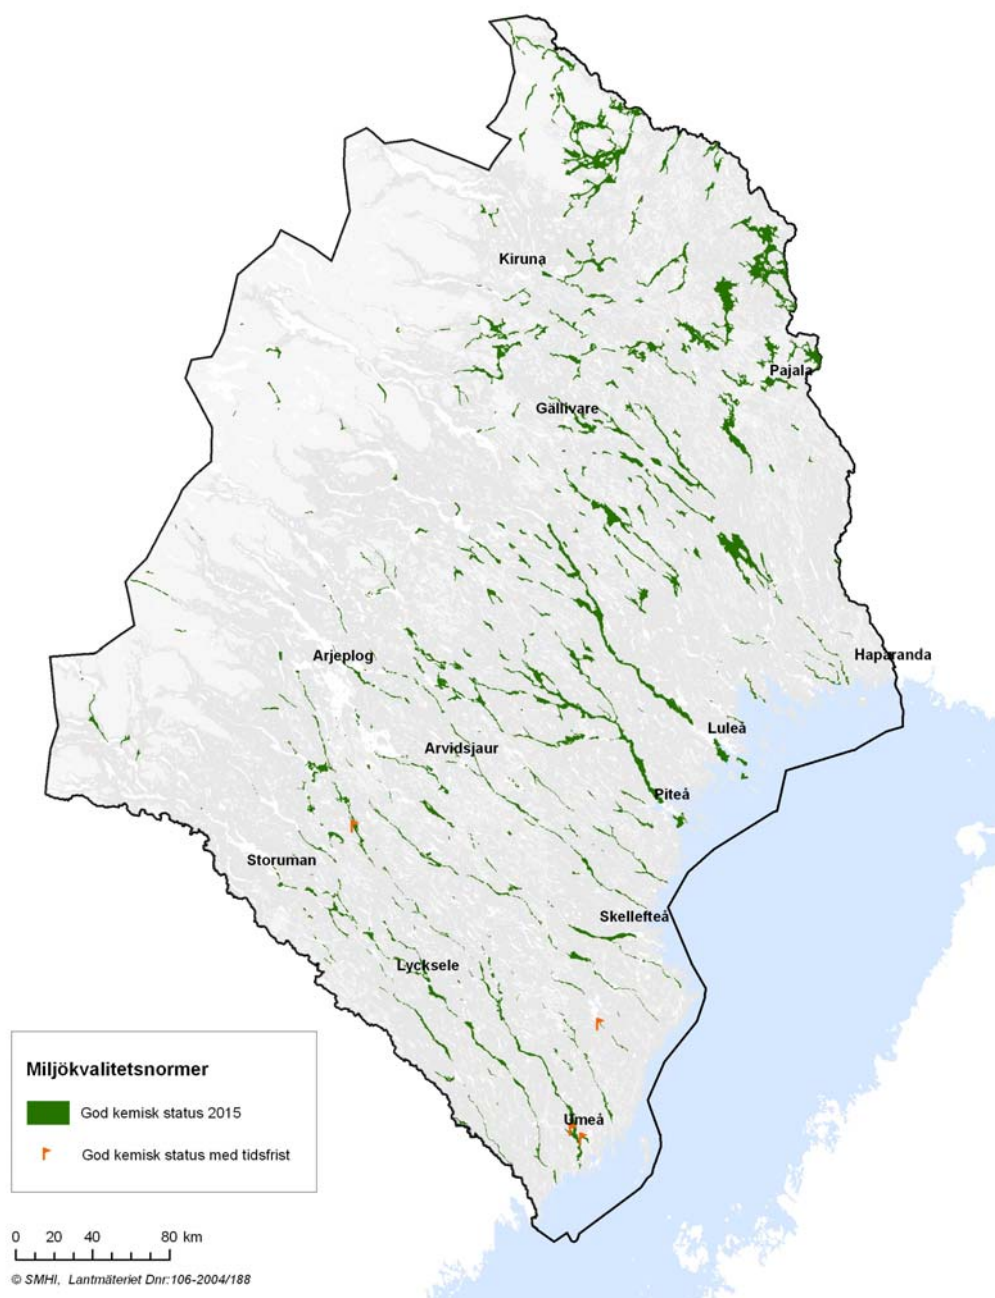 Kiruna
Pajala
Gällivare
Haparanda
Arjeplog
Luleå
Arvidsjaur
Piteå
Storuman
Skellefteå
Lycksele
Umeå
Miljökvalitetsnormer
God kemisk status 2015
God kemisk status med tidsfrist
0 20 40 80 km
© SMHI, Lantmäteriet Dnr:106-2004/188